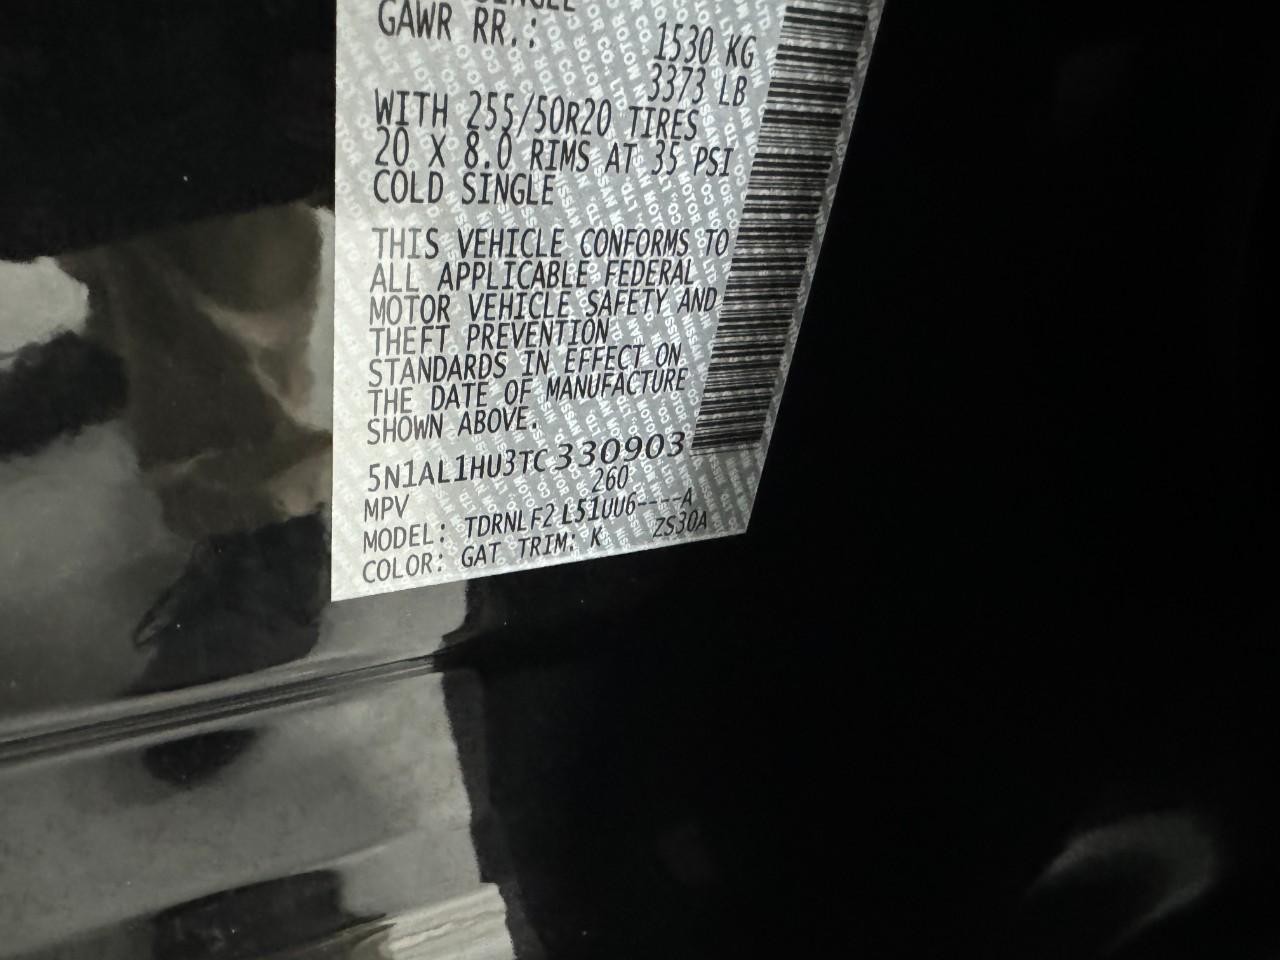 GAWR RR.:
1530 KG
3373 LB
WITH 255/50R20 TIRES
20 X 8.0 RIMS AT 35 PSI
COLD SINGLE
THIS VEHICLE CONFORMS TO
ALL APPLICABLE FEDERAL
MOTOR VEHICLE SAFETY AND
THEFT PREVENTION
STANDARDS IN EFFECT ON
THE DATE OF MANUFACTURE
SHOWN ABOVE.
5N1AL1HU3TC330903
MPV 260
MODEL: TDRNLF2 L51UU6----A
COLOR: GAT TRIM: K ZS30A